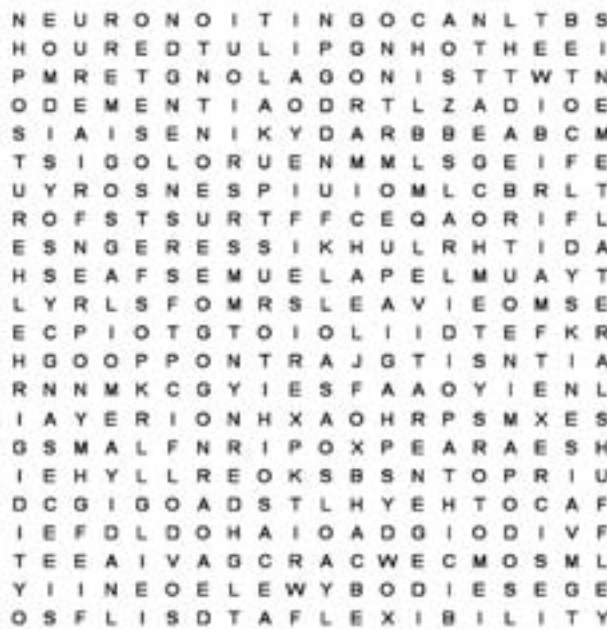 N E U R O N O I T I N G O C A N L T B S
H O U R E D T U L I P G N H O T H E E I
P M R E T G N O L A G O N I S T T W T N
O D E M E N T I A O D R T L Z A D I O E
S I A I S E N I K Y D A R B B E A B C M
T S I G O L O R U E N M M L S G E I F E
U Y R O S N E S P I U I O M L C B R L T
R O F S T S U R T F F C E Q A O R I F L
E S N G E R E S S I K H U L R H T I D A
H S E A F S E M U E L A P E L M U A Y T
L Y R L S F O M R S L E A V I E O M S E
E C P I O T G T O I O L I I D T E F K R
H G O O P P O N T R A J G T I S N T I A
R N N M K C G Y I E S F A A O Y I E N L
I A Y E R I O N H X A O H R P S M X E S
G S M A L F N R I P O X P E A R A E S H
I E H Y L L R E O K S B S N T O P R I U
D C G I G O A D S T L H Y E H T O C A F
I E F D L D O H A I O A D G I O D I V F
T E E A I V A G C R A C W E C M O S M L
Y I I N E O E L E W Y B O D I E S E G E
O S F L I S D T A F L E X I B I L I T Y